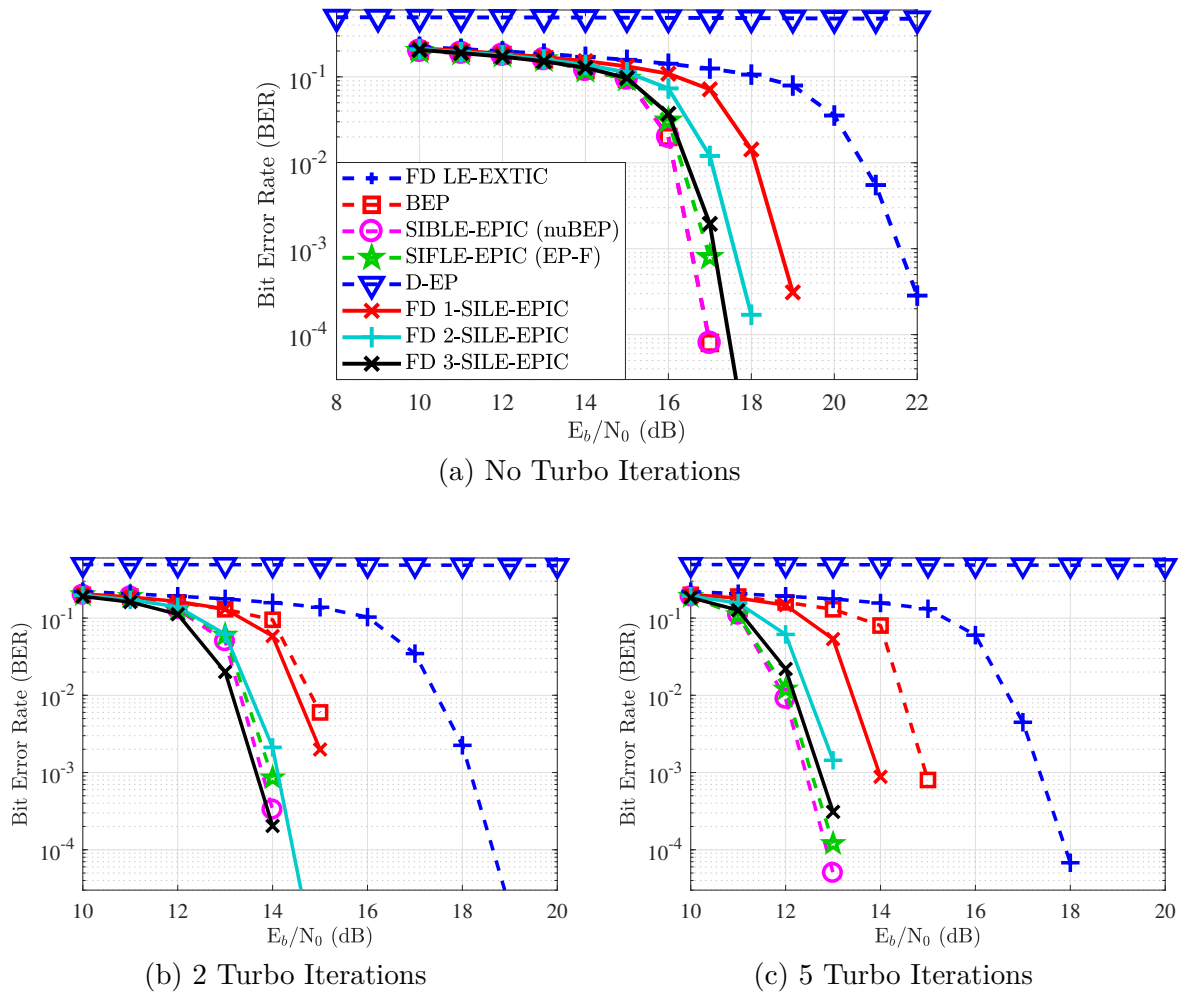 Bit Error Rate (BER)
10^-1
10^-2
10^-3
10^-4
FD LE-EXTIC
BEP
SIBLE-EPIC (nuBEP)
SIFLE-EPIC (EP-F)
D-EP
FD 1-SILE-EPIC
FD 2-SILE-EPIC
FD 3-SILE-EPIC
8 10 12 14 16 18 20 22
E_b/N_0 (dB)
(a) No Turbo Iterations
Bit Error Rate (BER)
10^-1
10^-2
10^-3
10^-4
10 12 14 16 18 20
E_b/N_0 (dB)
(b) 2 Turbo Iterations
Bit Error Rate (BER)
10^-1
10^-2
10^-3
10^-4
10 12 14 16 18 20
E_b/N_0 (dB)
(c) 5 Turbo Iterations